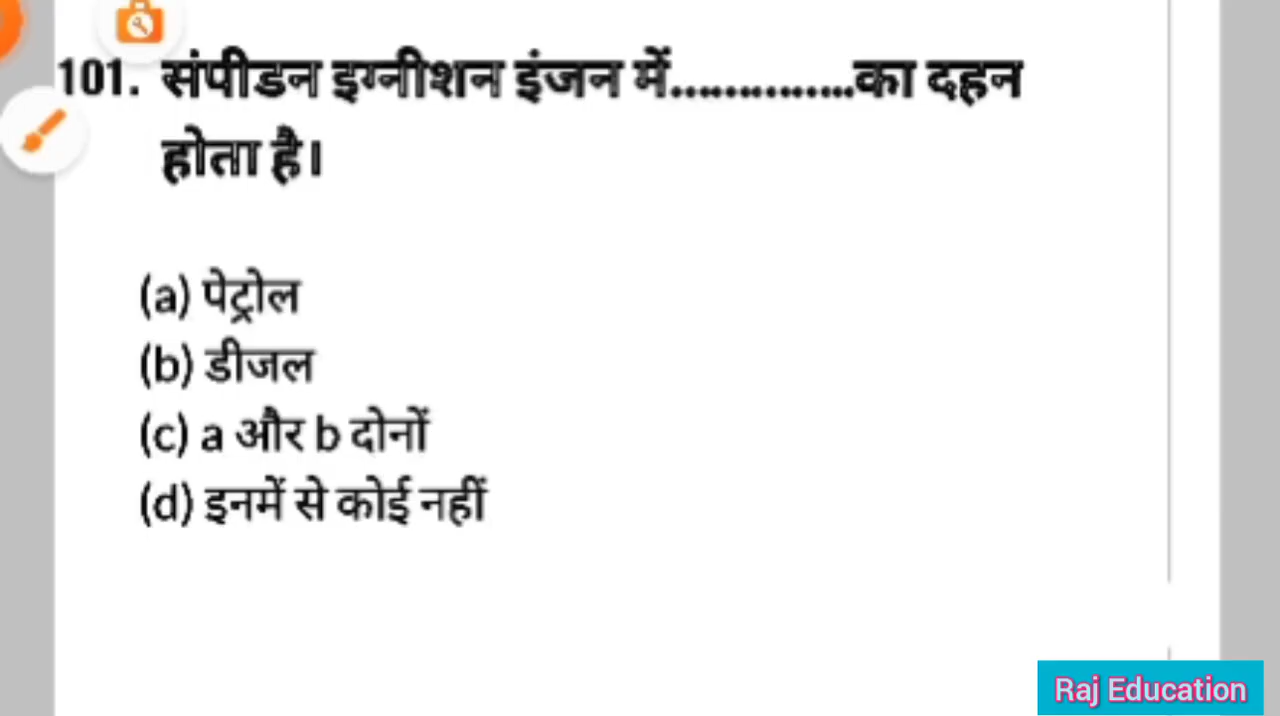 101. संपीडन इग्नीशन इंजन में...............का दहन
होता है।
(a) पेट्रोल
(b) डीजल
(c) a और b दोनों
(d) इनमें से कोई नहीं
Raj Education